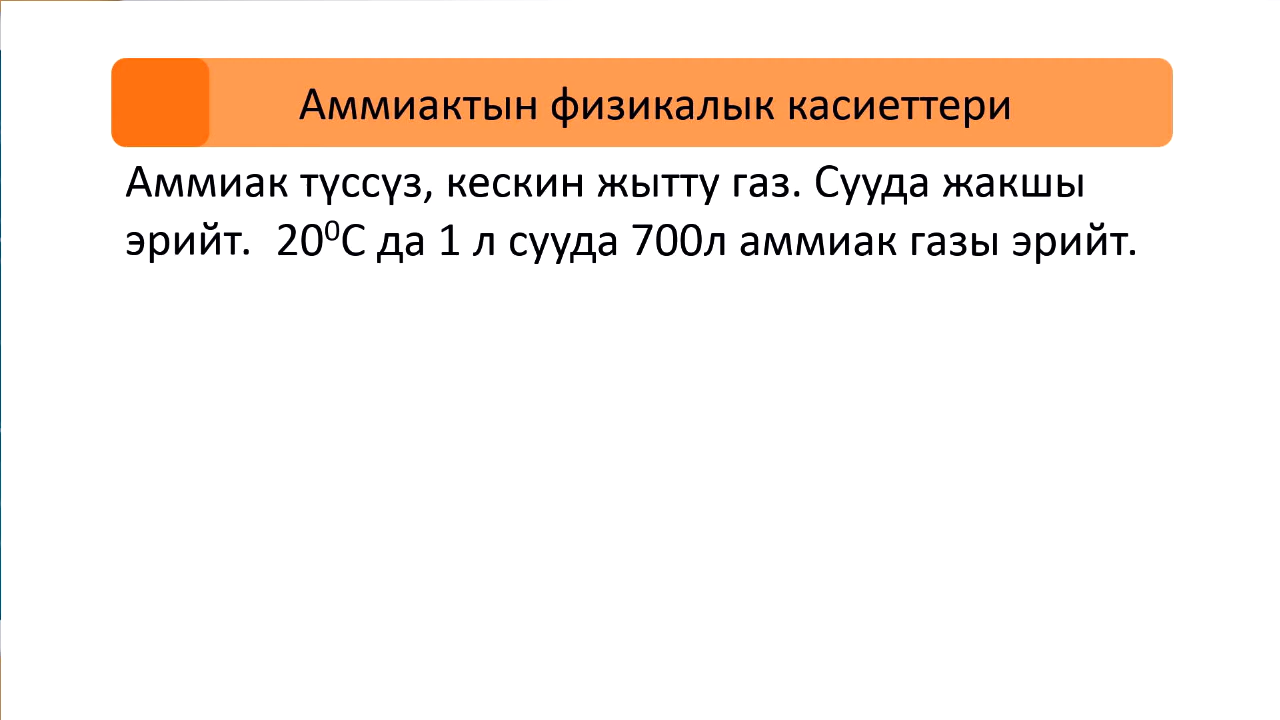 Аммиактын физикалык касиеттери
Аммиак түссүз, кескин жытту газ. Сууда жакшы
эрийт.  20⁰С да 1 л сууда 700л аммиак газы эрийт.